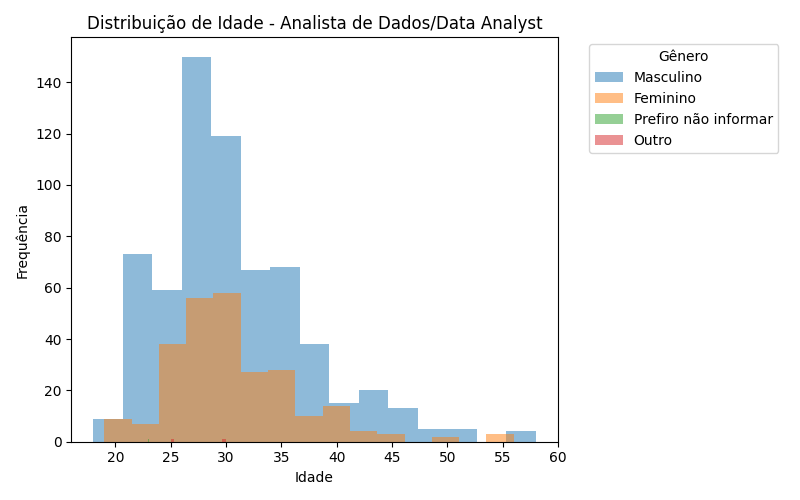 Distribuição de Idade - Analista de Dados/Data Analyst
Frequência
140
120
100
80
60
40
20
0
20 25 30 35 40 45 50 55 60
Idade
Gênero
Masculino
Feminino
Prefiro não informar
Outro